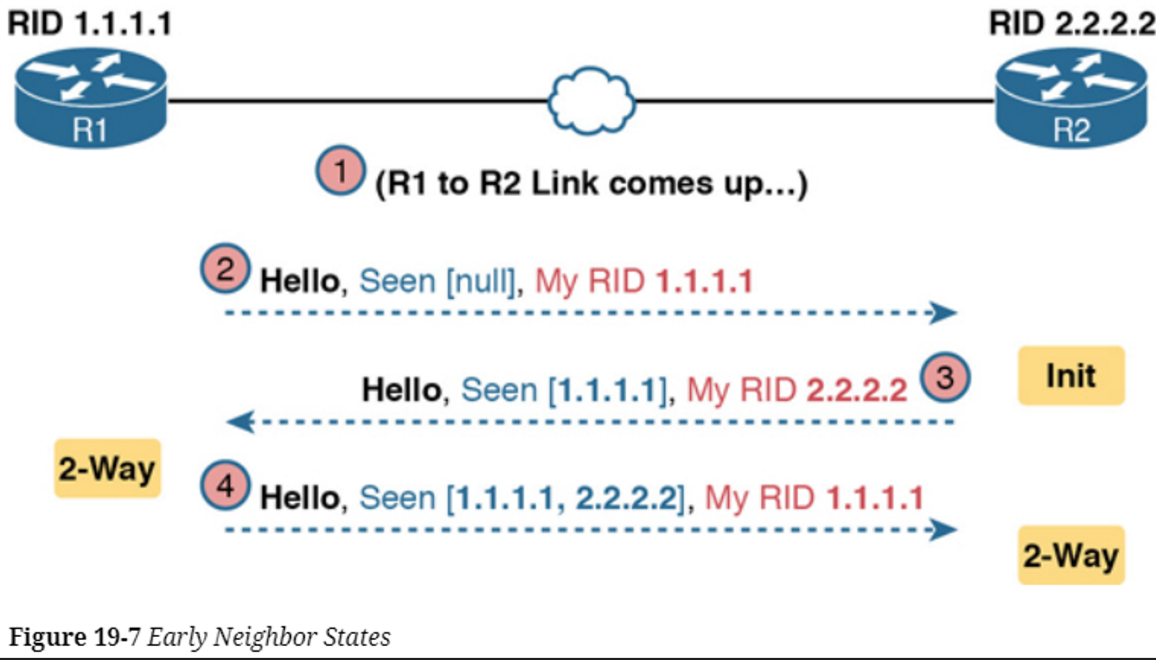 RID 1.1.1.1
RID 2.2.2.2
R1
R2
1 (R1 to R2 Link comes up...)
2 Hello, Seen [null], My RID 1.1.1.1
Hello, Seen [1.1.1.1], My RID 2.2.2.2 3
Init
2-Way
4 Hello, Seen [1.1.1.1, 2.2.2.2], My RID 1.1.1.1
2-Way
Figure 19-7 Early Neighbor States